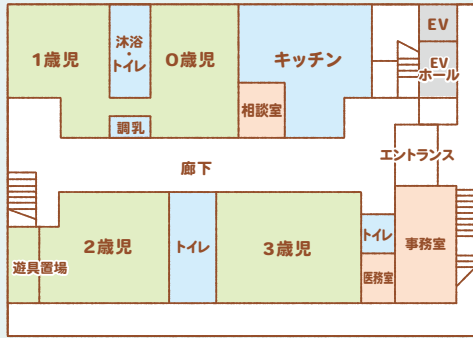 1歳児
沐浴
・
トイレ
0歳児
キッチン
EV
EV
ホール
相談室
調乳
エントランス
廊下
2歳児
トイレ
3歳児
トイレ
事務室
遊具置場
医務室